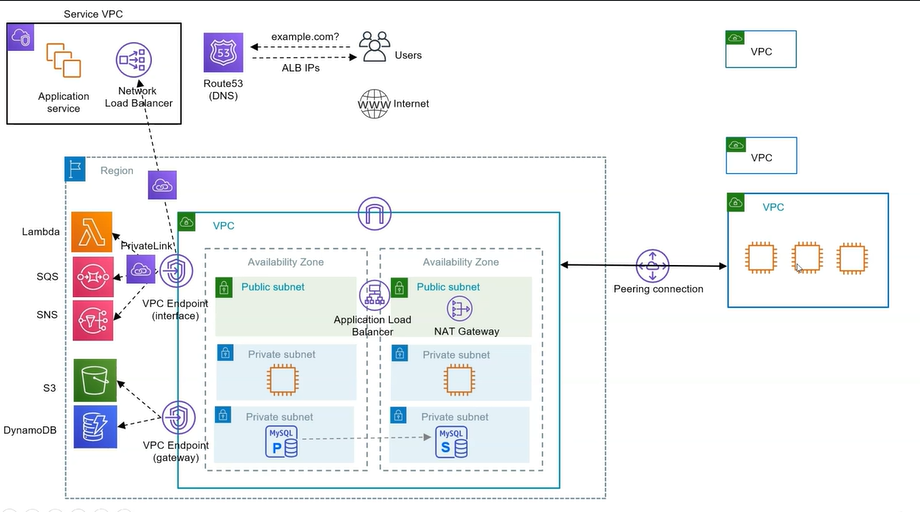 Service VPC
Application
service
Network
Load Balancer
53
Route53
(DNS)
example.com?
ALB IPs
Users
WWW
Internet
VPC
VPC
VPC
Region
Lambda
SQS
SNS
PrivateLink
VPC Endpoint
(interface)
S3
DynamoDB
VPC Endpoint
(gateway)
VPC
Availability Zone
Availability Zone
Public subnet
Public subnet
Application Load
Balancer
NAT Gateway
Private subnet
Private subnet
Private subnet
Private subnet
MySQL
P
MySQL
S
Peering connection